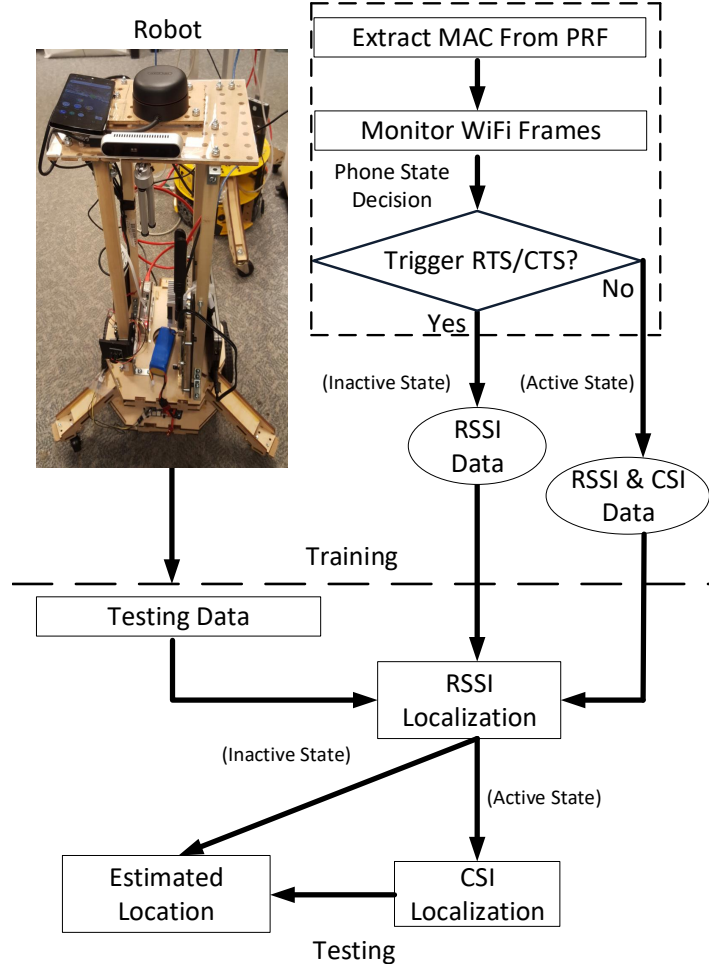 Robot
Extract MAC From PRF
Monitor WiFi Frames
Phone State
Decision
Trigger RTS/CTS?
No
Yes
(Inactive State)
(Active State)
RSSI
Data
RSSI & CSI
Data
Training
Testing Data
RSSI
Localization
(Inactive State)
(Active State)
Estimated
Location
CSI
Localization
Testing